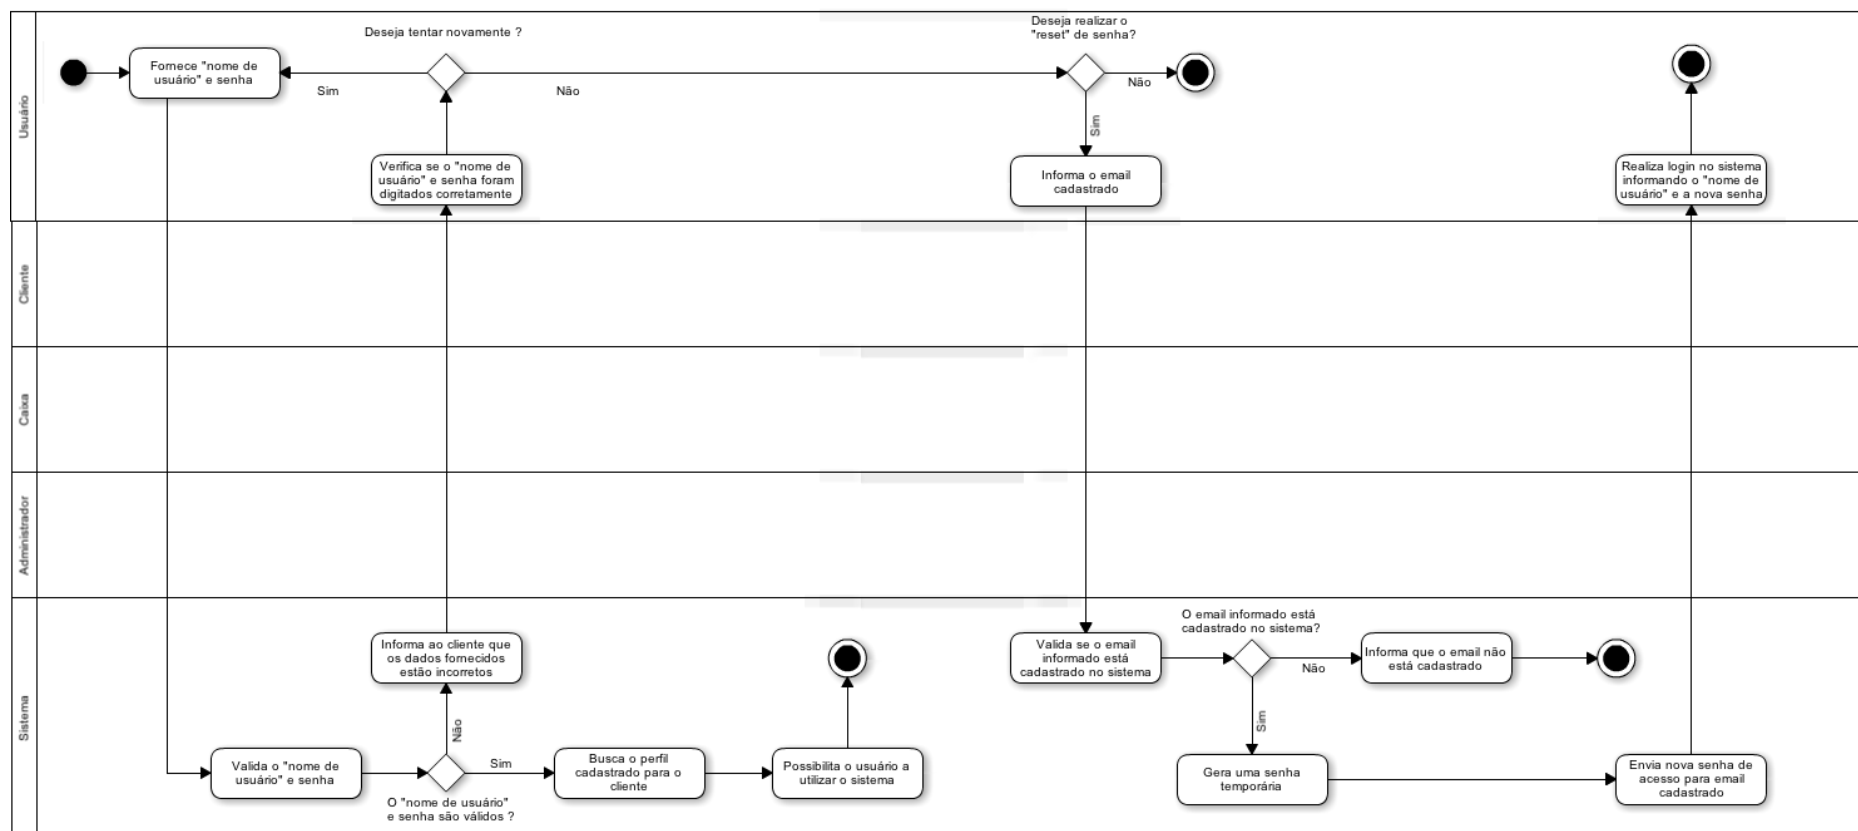 Usuário
Deseja tentar novamente ?
Deseja realizar o
"reset" de senha?
Fornece "nome de
usuário" e senha
Sim
Não
Não
Sim
Verifica se o "nome de
usuário" e senha foram
digitados corretamente
Informa o email
cadastrado
Realiza login no sistema
informando o "nome de
usuário" e a nova senha
Cliente
Caixa
Administrador
Sistema
Informa ao cliente que
os dados fornecidos
estão incorretos
Valida se o email
informado está
cadastrado no sistema
O email informado está
cadastrado no sistema?
Não
Informa que o email não
está cadastrado
Sim
Não
Valida o "nome de
usuário" e senha
Sim
O "nome de usuário"
e senha são válidos ?
Busca o perfil
cadastrado para o
cliente
Possibilita o usuário a
utilizar o sistema
Gera uma senha
temporária
Envia nova senha de
acesso para email
cadastrado